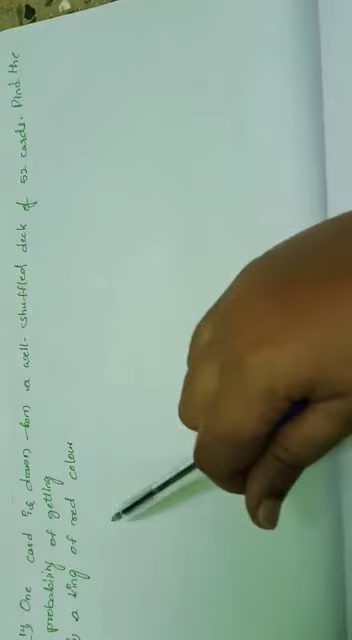 1) One card is drawn from a well-shuffled deck of 52 cards. Find the
probability of getting
) a king of red colour